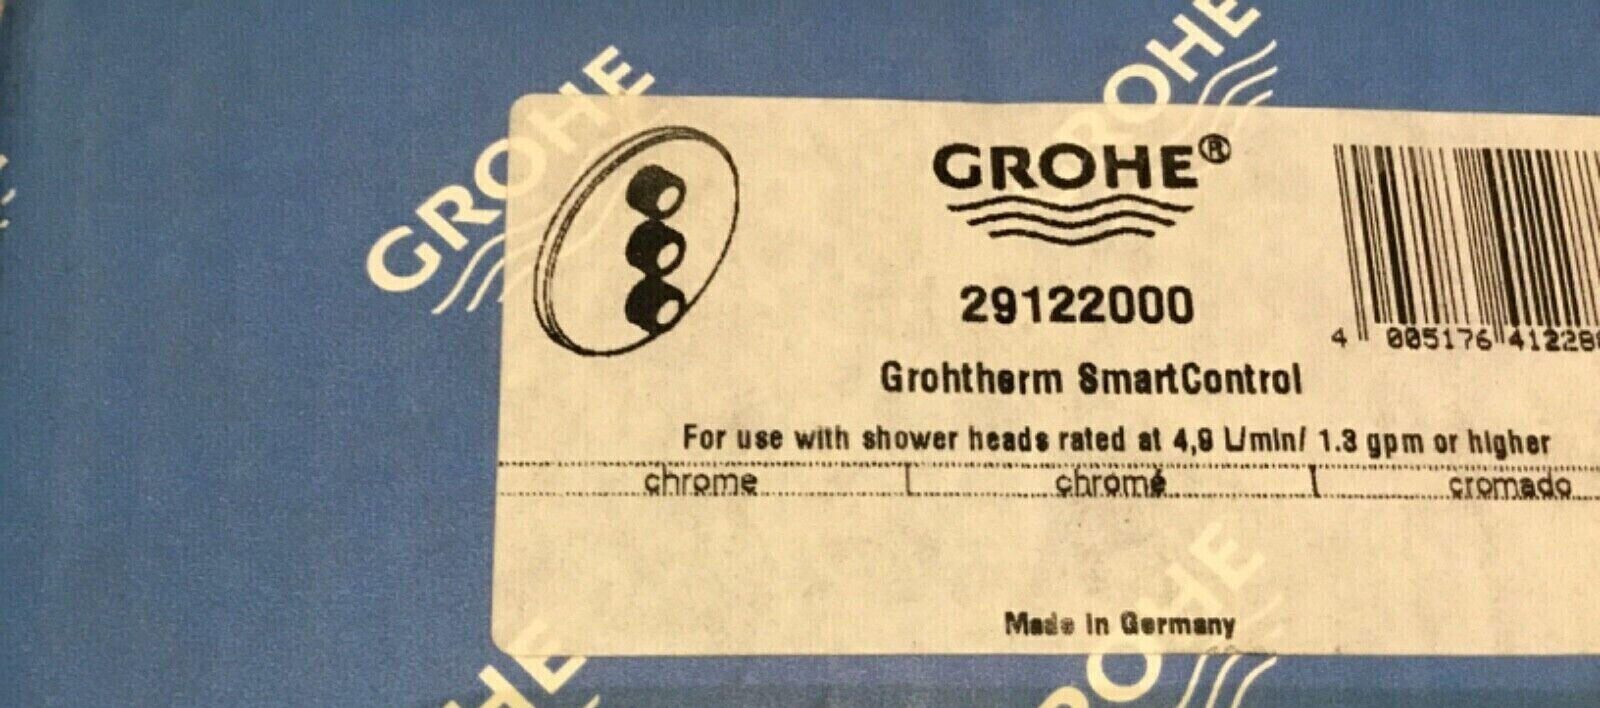 GROHE
GROHE
GROHE®
29122000
4 005176 41228
Grohtherm SmartControl
For use with shower heads rated at 4,9 L/min/ 1.3 gpm or higher
chrome chromé cromado
Made in Germany
GROHE